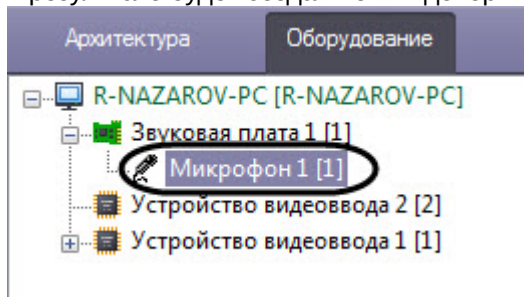 Архитектура Оборудование
R-NAZAROV-PC [R-NAZAROV-PC]
Звуковая плата 1 [1]
Микрофон 1 [1]
Устройство видеоввода 2 [2]
Устройство видеоввода 1 [1]